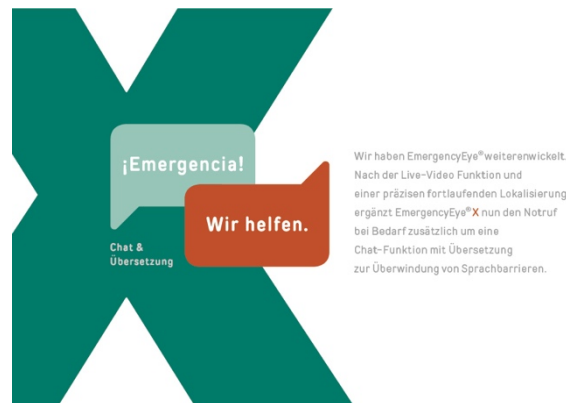 ¡Emergencia!
Wir helfen.
Chat &
Übersetzung
Wir haben EmergencyEye® weiterenwickelt.
Nach der Live-Video Funktion und
einer präzisen fortlaufenden Lokalisierung
ergänzt EmergencyEye® X nun den Notruf
bei Bedarf zusätzlich um eine
Chat-Funktion mit Übersetzung
zur Überwindung von Sprachbarrieren.